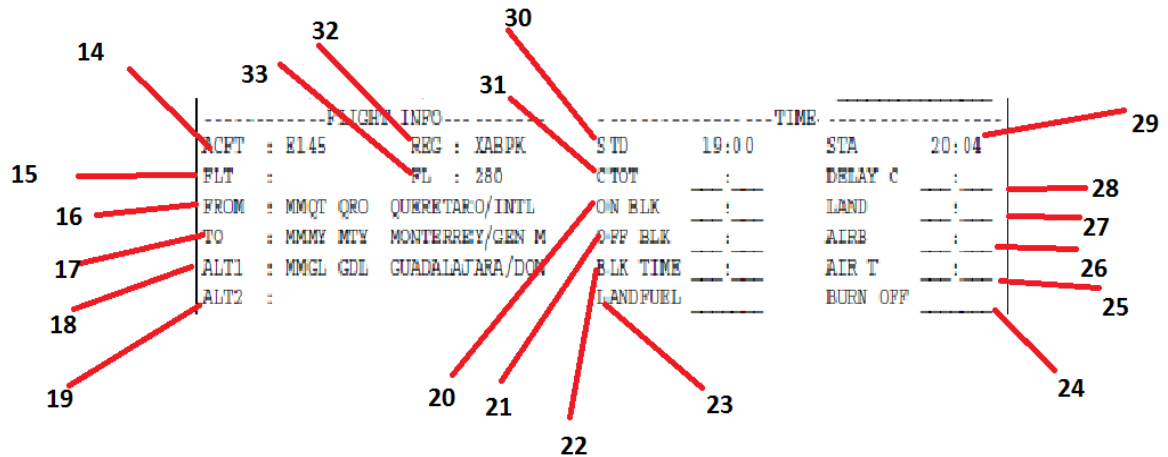 30
32
14
33
31
-------------FLIGHT INFO----------- ---------------------TIME---------------------
29
ACFT : E145 REG : XABPK STD 19:00 STA 20:04
15
FLT : FL : 280 CTOT ___:___ DELAY C ___:___
28
16
FROM : MMQT QRO QUERETARO/INTL ON BLK ___:___ LAND ___:___
27
17
TO : MMMY MTY MONTERREY/GEN M OFF BLK ___:___ AIRB ___:___
26
ALT1 : MMGL GDL GUADALAJARA/DON BLK TIME ___:___ AIR T ___:___
25
18
ALT2 : LANDFUEL _______ BURN OFF _______
19
20
21
22
23
24